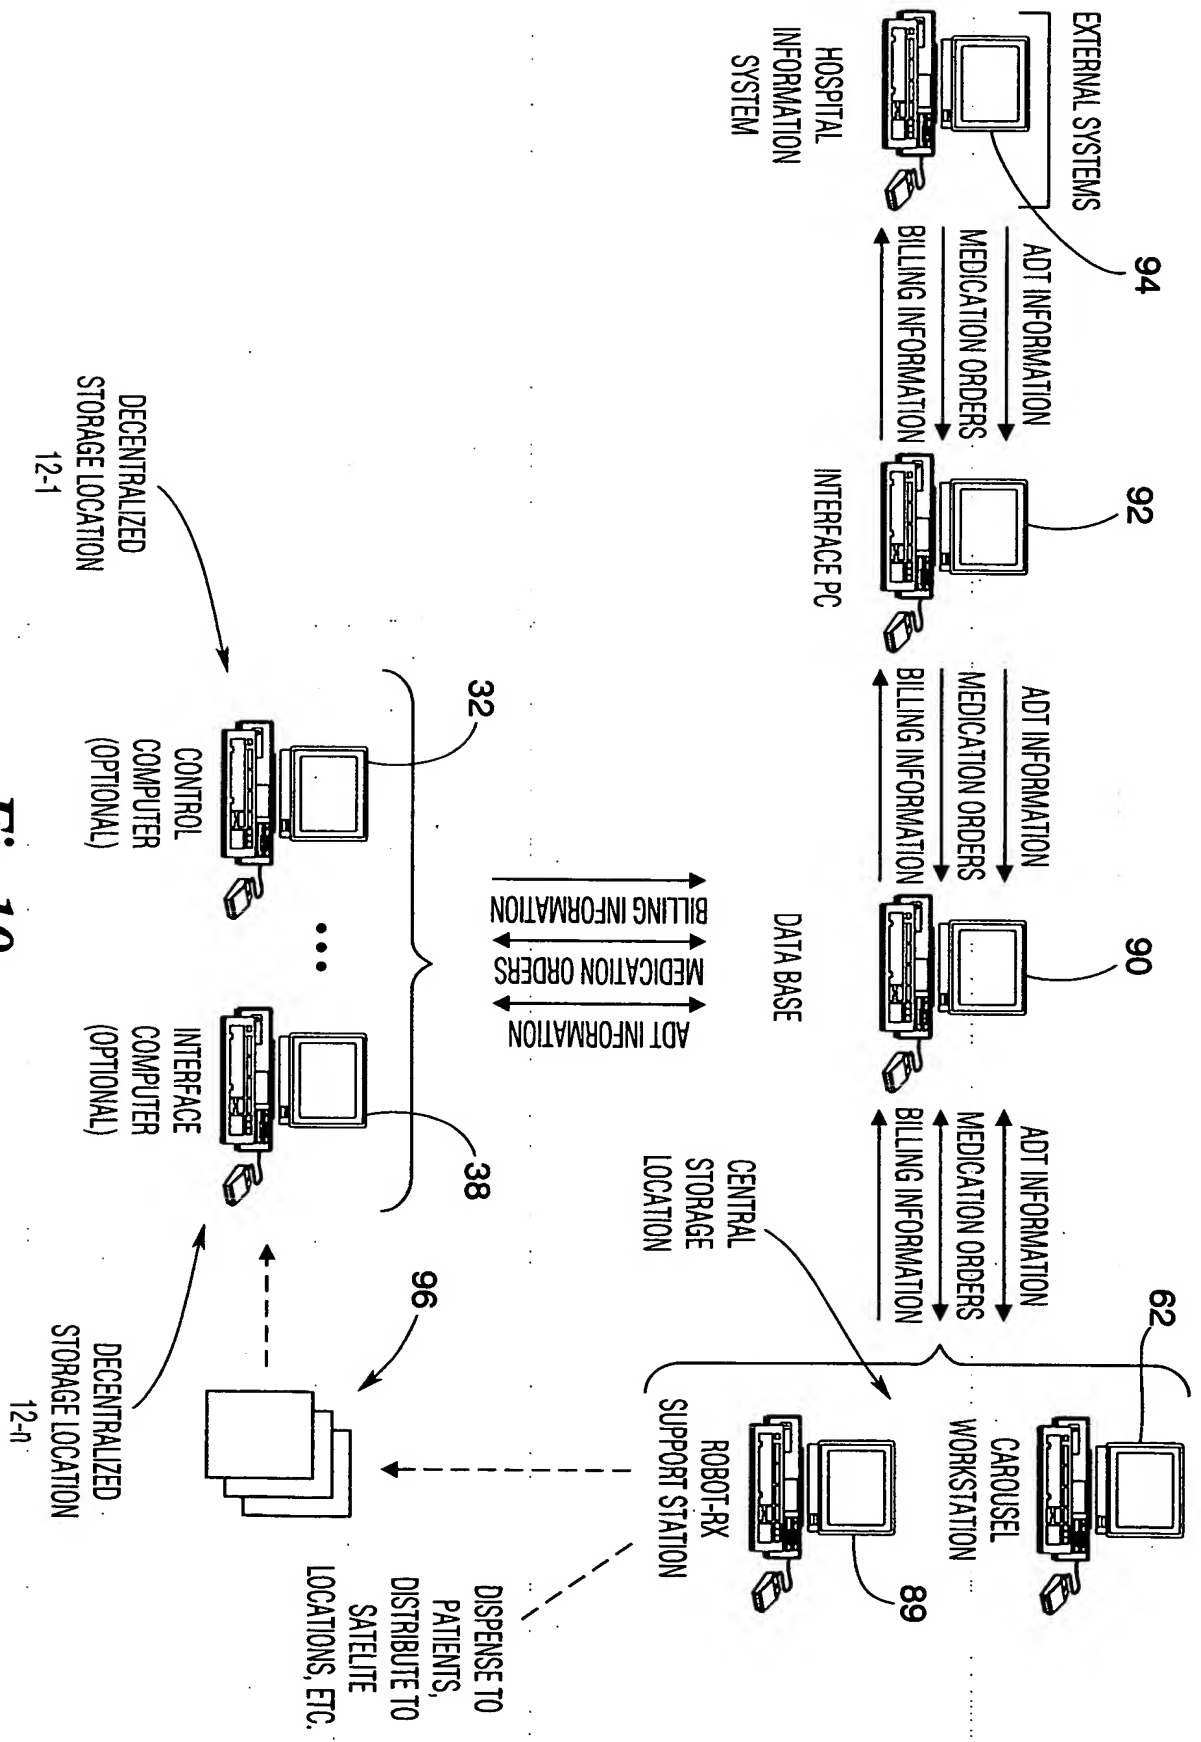 EXTERNAL SYSTEMS
94
HOSPITAL
INFORMATION
SYSTEM
ADT INFORMATION
MEDICATION ORDERS
BILLING INFORMATION
92
INTERFACE PC
ADT INFORMATION
MEDICATION ORDERS
BILLING INFORMATION
90
DATA BASE
ADT INFORMATION
MEDICATION ORDERS
BILLING INFORMATION
62
CAROUSEL
WORKSTATION
89
ROBOT-RX
SUPPORT STATION
CENTRAL
STORAGE
LOCATION
BILLING INFORMATION
MEDICATION ORDERS
ADT INFORMATION
DISPENSE TO
PATIENTS,
DISTRIBUTE TO
SATELITE
LOCATIONS, ETC.
96
32
CONTROL
COMPUTER
(OPTIONAL)
38
INTERFACE
COMPUTER
(OPTIONAL)
DECENTRALIZED
STORAGE LOCATION
12-1
DECENTRALIZED
STORAGE LOCATION
12-n